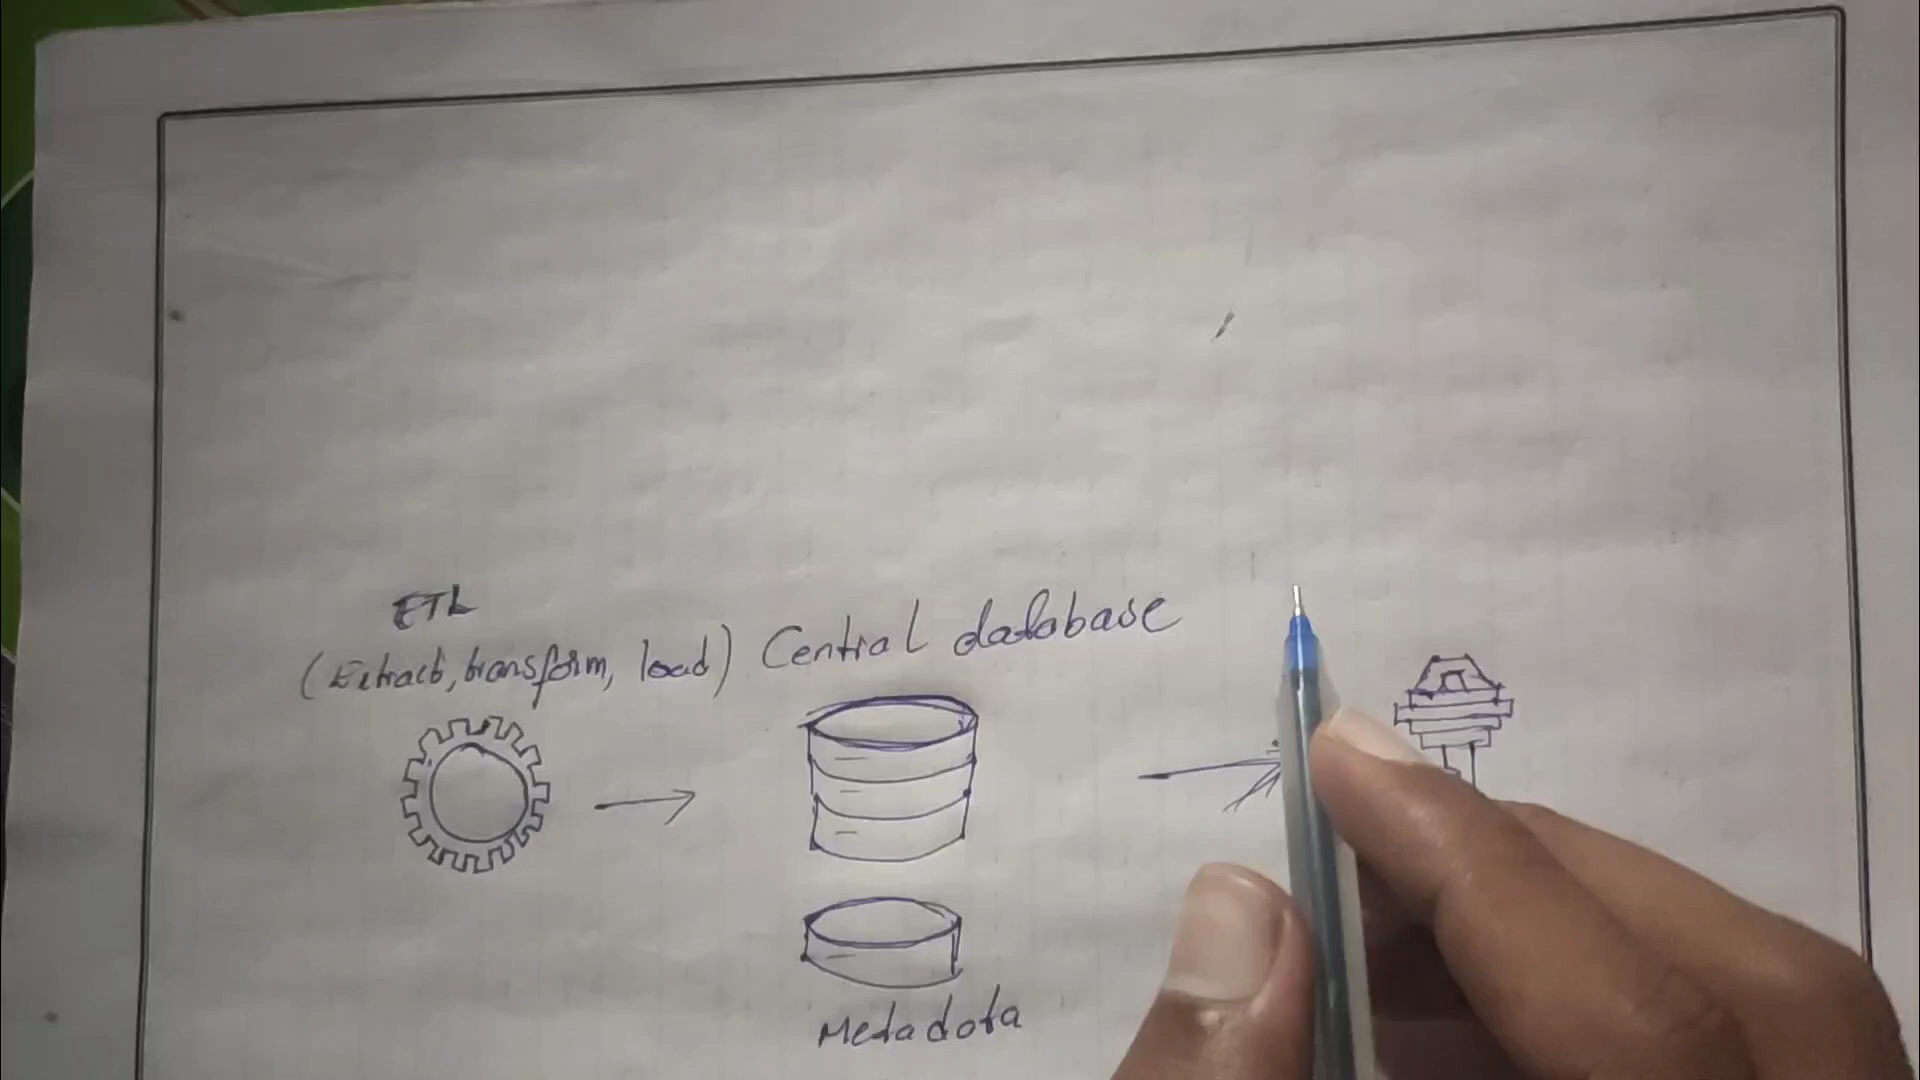 ETL
(Extract, transform, load)
Central database
Metadata